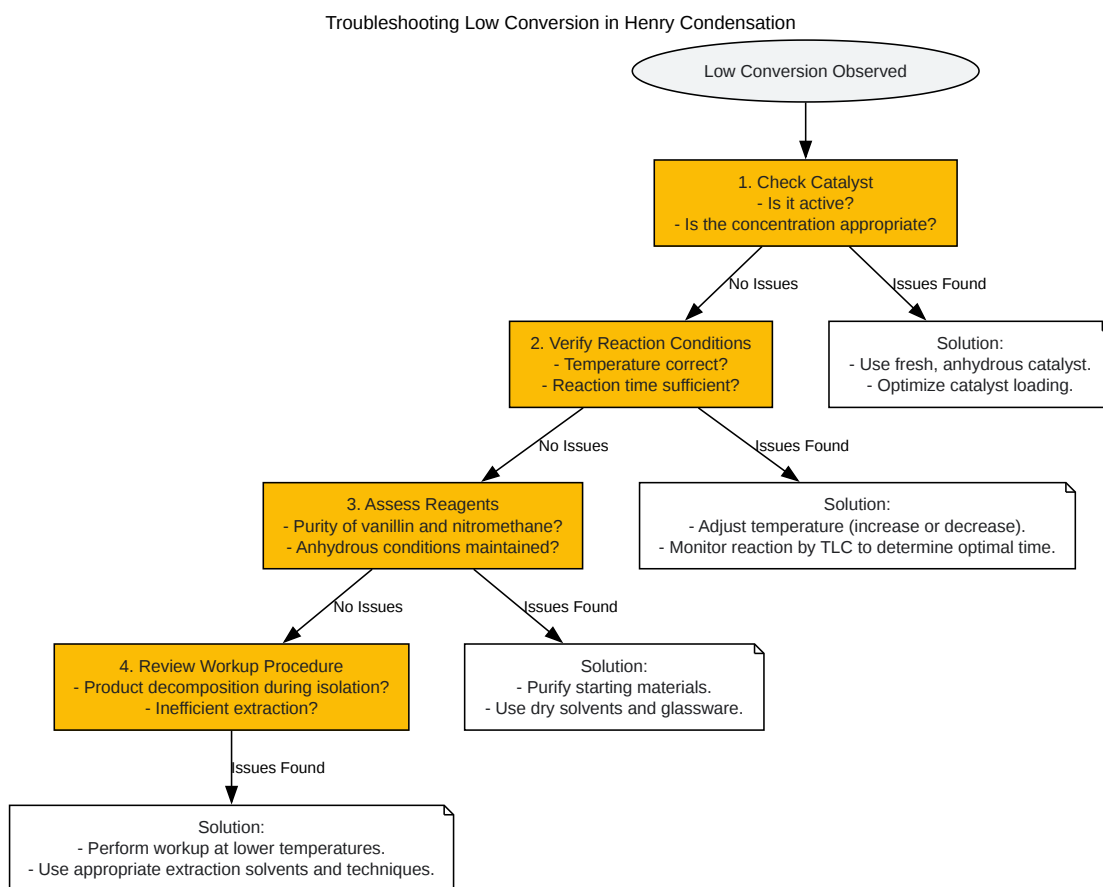 Troubleshooting Low Conversion in Henry Condensation
Low Conversion Observed
1. Check Catalyst
- Is it active?
- Is the concentration appropriate?
No Issues
Issues Found
2. Verify Reaction Conditions
- Temperature correct?
- Reaction time sufficient?
Solution:
- Use fresh, anhydrous catalyst.
- Optimize catalyst loading.
No Issues
Issues Found
3. Assess Reagents
- Purity of vanillin and nitromethane?
- Anhydrous conditions maintained?
Solution:
- Adjust temperature (increase or decrease).
- Monitor reaction by TLC to determine optimal time.
No Issues
Issues Found
4. Review Workup Procedure
- Product decomposition during isolation?
- Inefficient extraction?
Solution:
- Purify starting materials.
- Use dry solvents and glassware.
Issues Found
Solution:
- Perform workup at lower temperatures.
- Use appropriate extraction solvents and techniques.